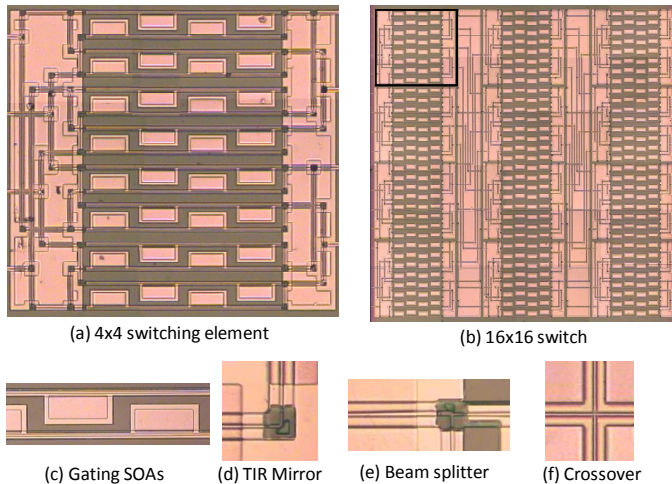 (a) 4x4 switching element
(b) 16x16 switch
(c) Gating SOAs
(d) TIR Mirror
(e) Beam splitter
(f) Crossover